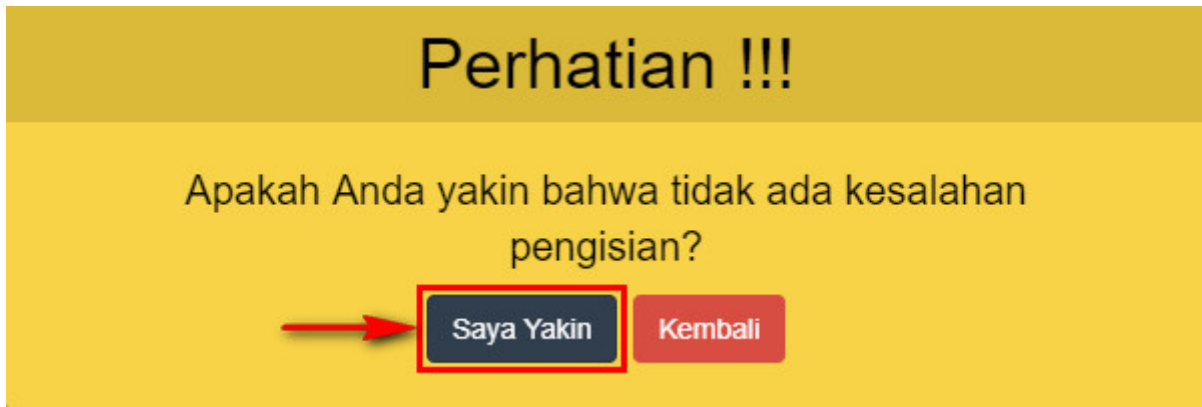 Perhatian !!!
Apakah Anda yakin bahwa tidak ada kesalahan
pengisian?
Saya Yakin
Kembali